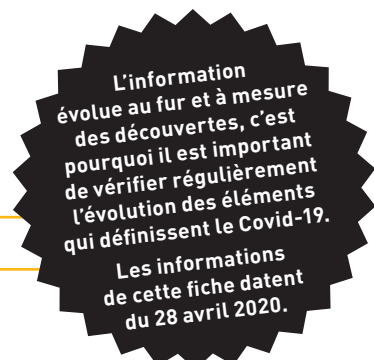 L’information
évolue au fur et à mesure
des découvertes, c’est
pourquoi il est important
de vérifier régulièrement
l’évolution des éléments
qui définissent le Covid-19.
Les informations
de cette fiche datent
du 28 avril 2020.